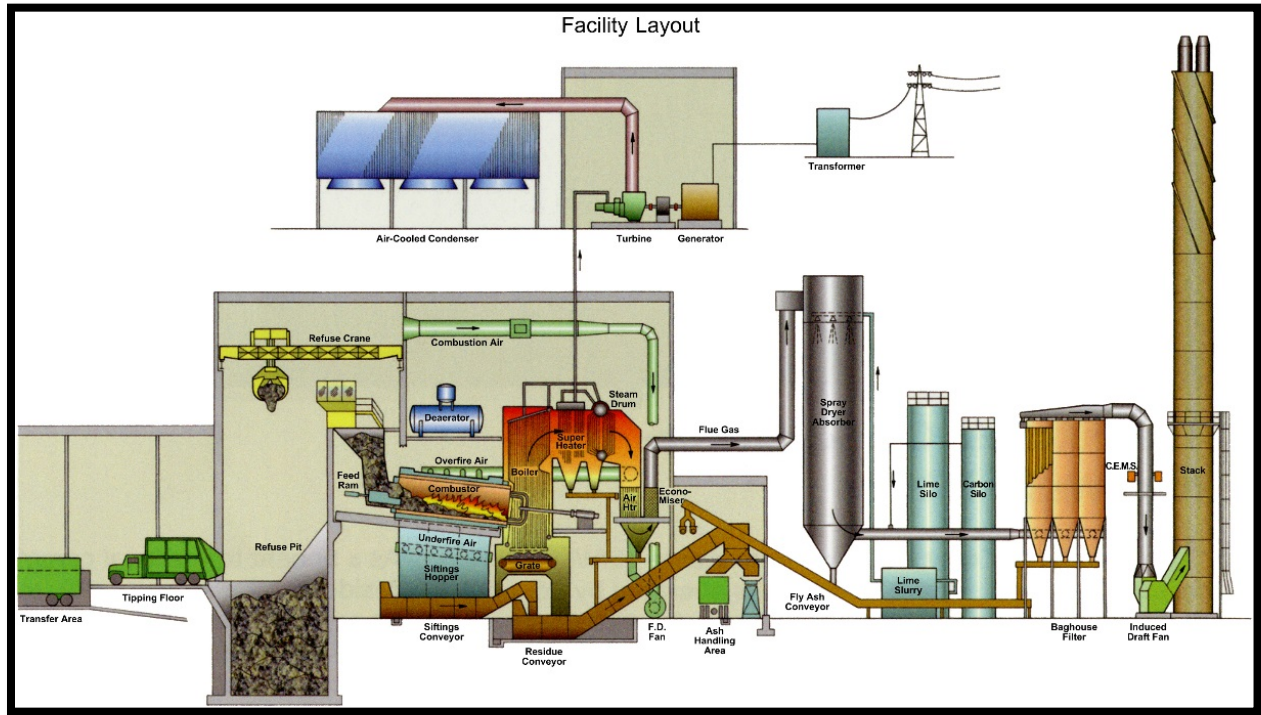 Facility Layout
Transformer
Air-Cooled Condenser
Turbine
Generator
Refuse Crane
Combustion Air
Steam
Drum
Deaerator
Super
Heater
Flue Gas
Spray
Dryer
Absorber
Overfire Air
Boiler
Feed
Ram
Combustor
Air
Htr
Econo-
Miser
Lime
Silo
Carbon
Silo
C.E.M.S.
Stack
Refuse Pit
Underfire Air
Siftings
Hopper
Grate
Tipping Floor
Transfer Area
Siftings
Conveyor
Residue
Conveyor
F.D.
Fan
Ash
Handling
Area
Fly Ash
Conveyor
Lime
Slurry
Baghouse
Filter
Induced
Draft Fan